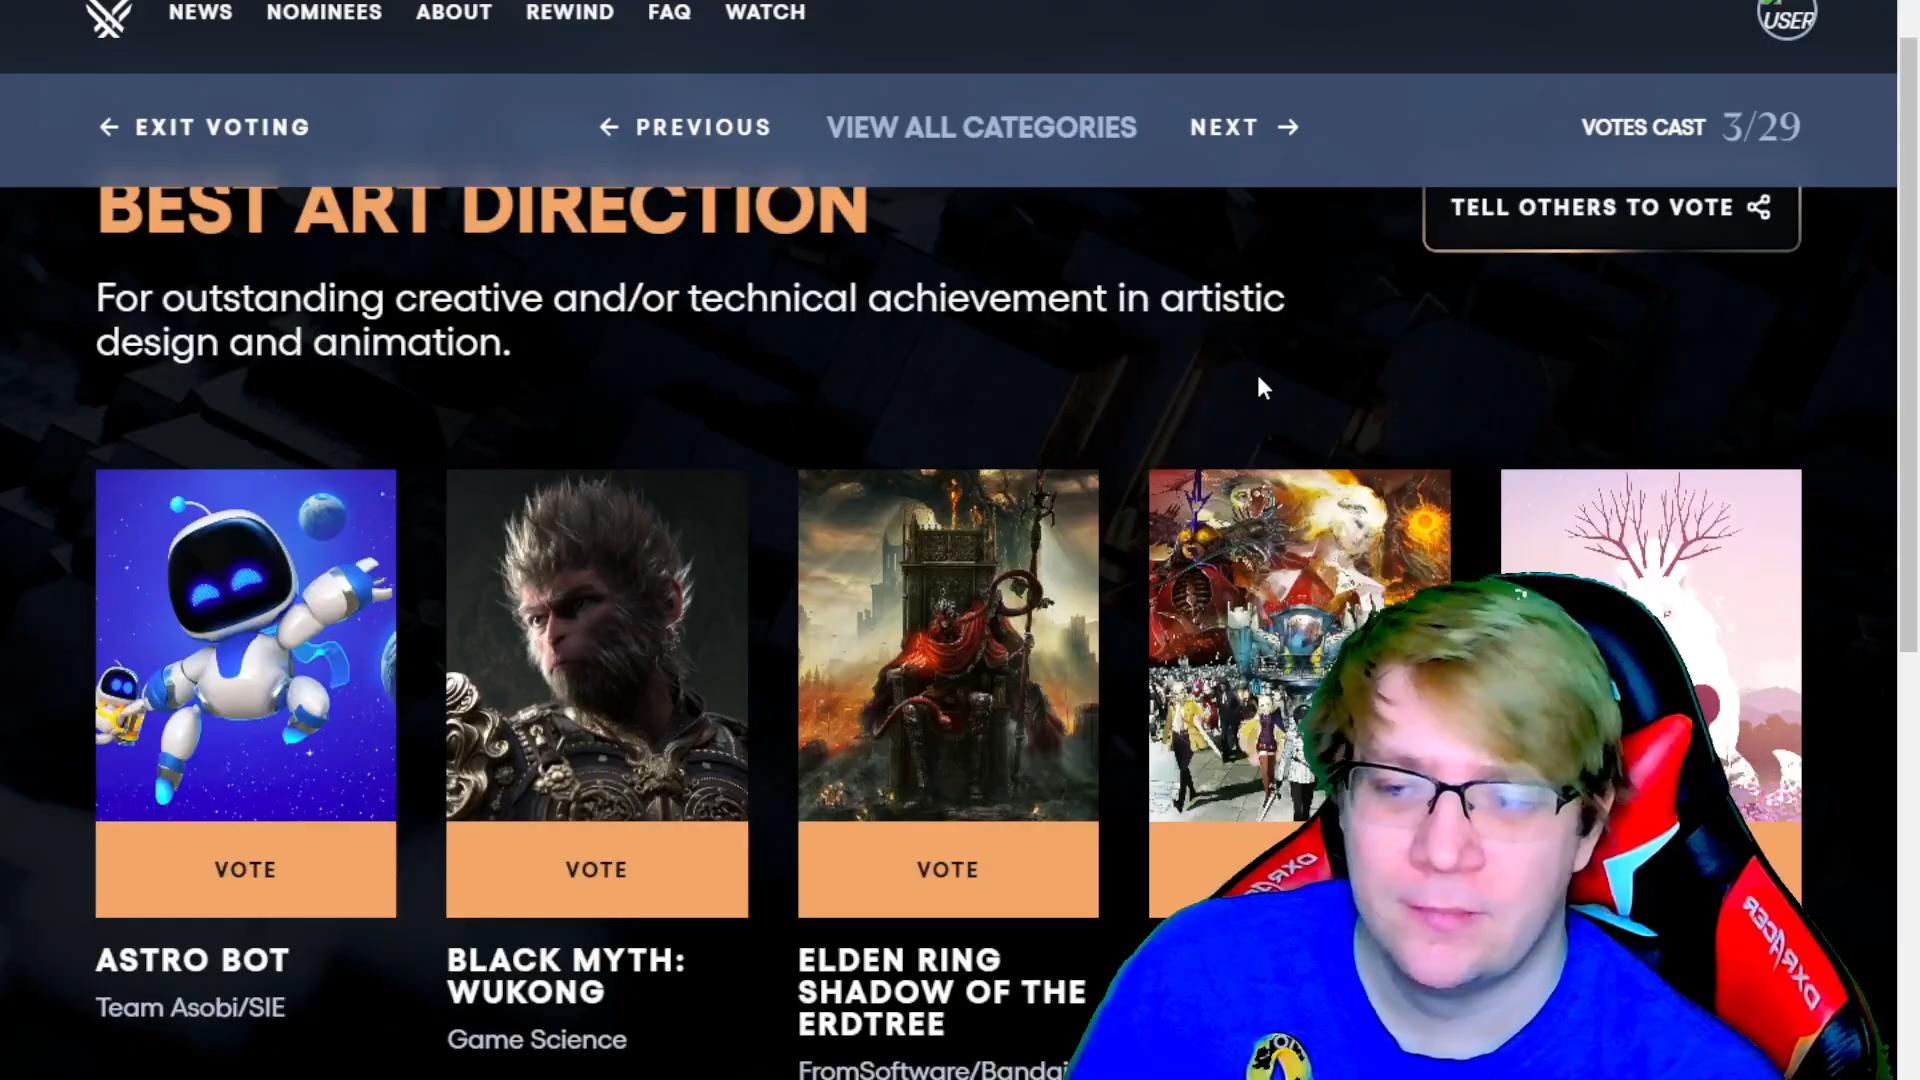 NEWS NOMINEES ABOUT REWIND FAQ WATCH
USER
← EXIT VOTING ← PREVIOUS VIEW ALL CATEGORIES NEXT → VOTES CAST 3/29
BEST ART DIRECTION
TELL OTHERS TO VOTE
For outstanding creative and/or technical achievement in artistic
design and animation.
VOTE VOTE VOTE
ASTRO BOT
Team Asobi/SIE
BLACK MYTH:
WUKONG
Game Science
ELDEN RING
SHADOW OF THE
ERDTREE
FromSoftware/Bandai
DXRACER
DXRACER